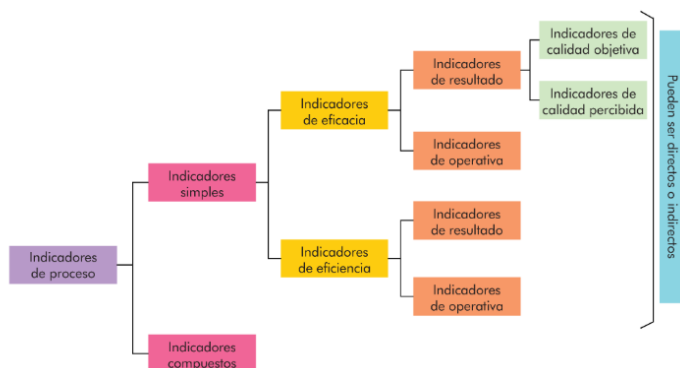 Indicadores
de proceso
Indicadores
simples
Indicadores
compuestos
Indicadores
de eficacia
Indicadores
de eficiencia
Indicadores
de resultado
Indicadores
de operativa
Indicadores
de resultado
Indicadores
de operativa
Indicadores de
calidad objetiva
Indicadores de
calidad percibida
Pueden ser directos o indirectos